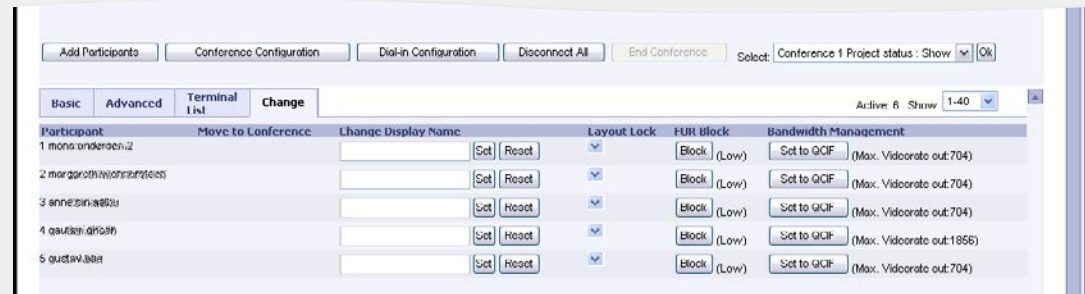 Add Participants Conference Configuration Dial-in Configuration Disconnect All End Conference Select: Conference 1 Project status : Show Ok
Basic Advanced Terminal List Change Active: 6 Show 1-40
Participant Move to Conference Change Display Name Layout Lock FUR Block Bandwidth Management
1 Set Reset Block (Low) Set to QCIF (Max. Videorate out:704)
2 Set Reset Block (Low) Set to QCIF (Max. Videorate out:704)
3 Set Reset Block (Low) Set to QCIF (Max. Videorate out:704)
4 Set Reset Block (Low) Set to QCIF (Max. Videorate out:1856)
5 Set Reset Block (Low) Set to QCIF (Max. Videorate out:704)